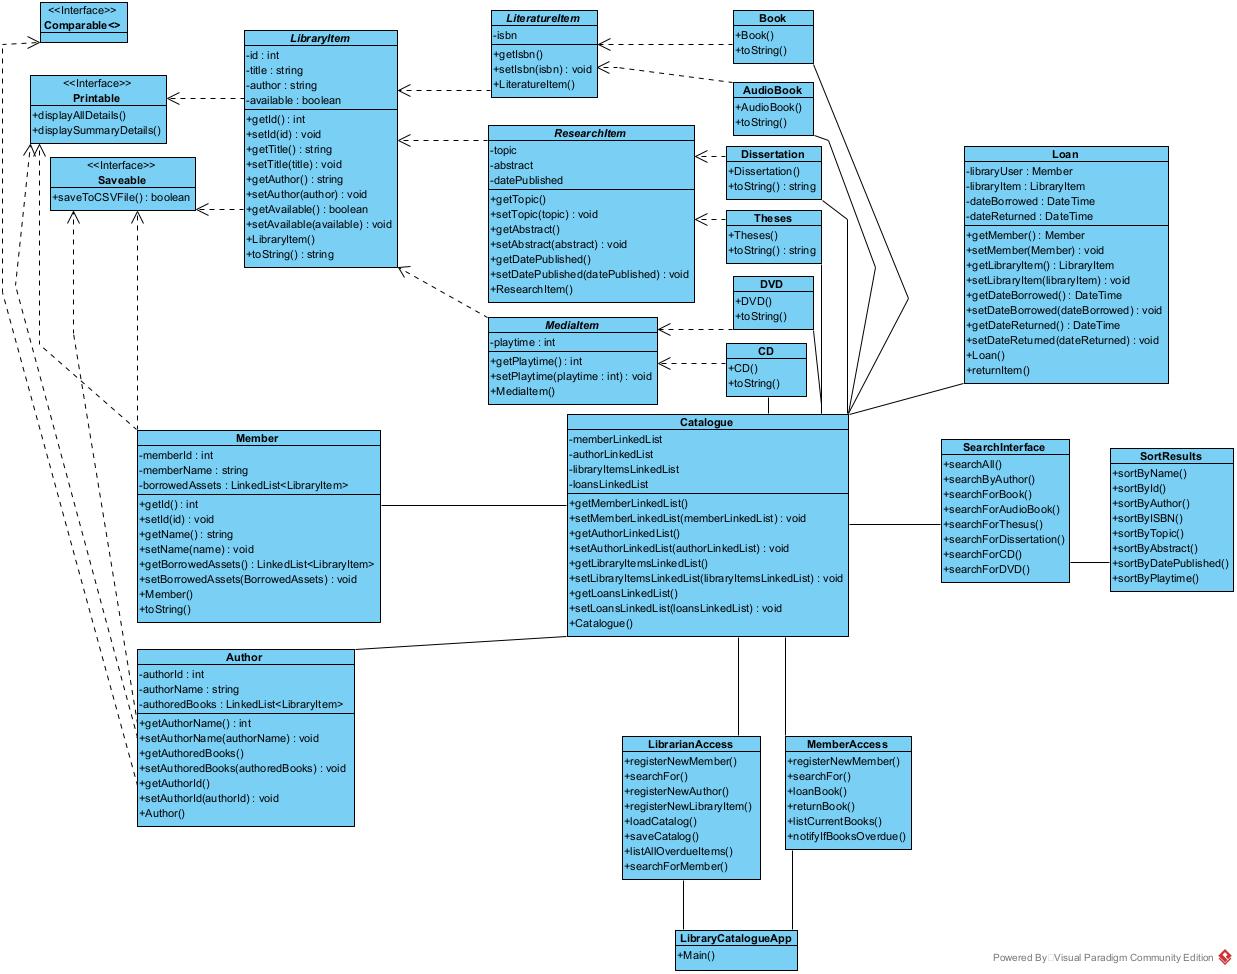 <<Interface>>
Comparable<>
<<Interface>>
Printable
+displayAllDetails()
+displaySummaryDetails()
<<Interface>>
Saveable
+saveToCSVFile() : boolean
LibraryItem
-id : int
-title : string
-author : string
-available : boolean
+getId() : int
+setId(id) : void
+getTitle() : string
+setTitle(title) : void
+getAuthor() : string
+setAuthor(author) : void
+getAvailable() : boolean
+setAvailable(available) : void
+LibraryItem()
+toString() : string
LiteratureItem
-isbn
+getIsbn()
+setIsbn(isbn) : void
+LiteratureItem()
ResearchItem
-topic
-abstract
-datePublished
+getTopic()
+setTopic(topic) : void
+getAbstract()
+setAbstract(abstract) : void
+getDatePublished()
+setDatePublished(datePublished) : void
+ResearchItem()
MediaItem
-playtime : int
+getPlaytime() : int
+setPlaytime(playtime : int) : void
+MediaItem()
Book
+Book()
+toString()
AudioBook
+AudioBook()
+toString()
Dissertation
+Dissertation()
+toString() : string
Theses
+Theses()
+toString() : string
DVD
+DVD()
+toString()
CD
+CD()
+toString()
Loan
-libraryUser : Member
-libraryItem : LibraryItem
-dateBorrowed : DateTime
-dateReturned : DateTime
+getMember() : Member
+setMember(Member) : void
+getLibraryItem() : LibraryItem
+setLibraryItem(libraryItem) : void
+getDateBorrowed() : DateTime
+setDateBorrowed(dateBorrowed) : void
+getDateReturned() : DateTime
+setDateReturned(dateReturned) : void
+Loan()
+returnItem()
Member
-memberId : int
-memberName : string
-borrowedAssets : LinkedList<LibraryItem>
+getId() : int
+setId(id) : void
+getName() : string
+setName(name) : void
+getBorrowedAssets() : LinkedList<LibraryItem>
+setBorrowedAssets(BorrowedAssets) : void
+Member()
+toString()
Catalogue
-memberLinkedList
-authorLinkedList
-libraryItemsLinkedList
-loansLinkedList
+getMemberLinkedList()
+setMemberLinkedList(memberLinkedList) : void
+getAuthorLinkedList()
+setAuthorLinkedList(authorLinkedList) : void
+getLibraryItemsLinkedList()
+setLibraryItemsLinkedList(libraryItemsLinkedList) : void
+getLoansLinkedList()
+setLoansLinkedList(loansLinkedList) : void
+Catalogue()
SearchInterface
+searchAll()
+searchByAuthor()
+searchForBook()
+searchForAudioBook()
+searchForThesus()
+searchForDissertation()
+searchForCD()
+searchForDVD()
SortResults
+sortByName()
+sortById()
+sortByAuthor()
+sortByISBN()
+sortByTopic()
+sortByAbstract()
+sortByDatePublished()
+sortByPlaytime()
Author
-authorId : int
-authorName : string
-authoredBooks : LinkedList<LibraryItem>
+getAuthorName() : int
+setAuthorName(authorName) : void
+getAuthoredBooks()
+setAuthoredBooks(authoredBooks) : void
+getAuthorId()
+setAuthorId(authorId) : void
+Author()
LibrarianAccess
+registerNewMember()
+searchFor()
+registerNewAuthor()
+registerNewLibraryItem()
+loadCatalog()
+saveCatalog()
+listAllOverdueItems()
+searchForMember()
MemberAccess
+registerNewMember()
+searchFor()
+loanBook()
+returnBook()
+listCurrentBooks()
+notifyIfBooksOverdue()
LibraryCatalogueApp
+Main()
Powered By Visual Paradigm Community Edition